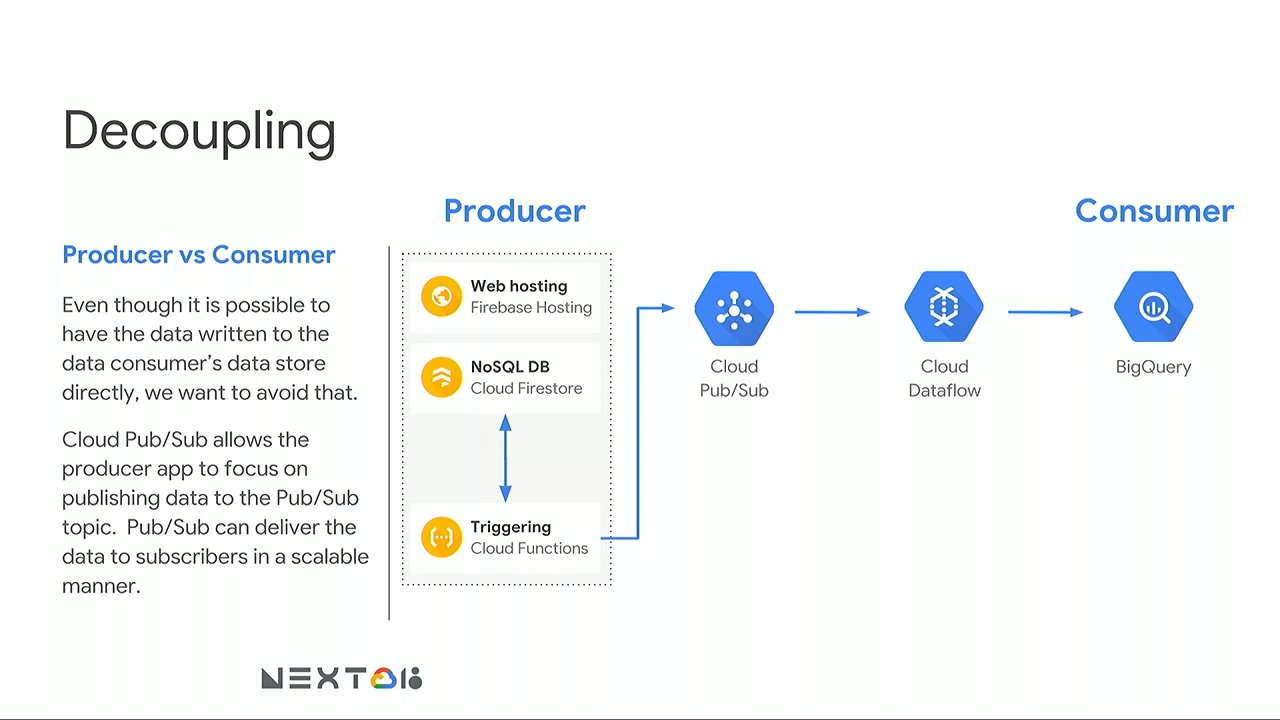 Decoupling
Producer
Consumer
Producer vs Consumer
Even though it is possible to
have the data written to the
data consumer’s data store
directly, we want to avoid that.
Cloud Pub/Sub allows the
producer app to focus on
publishing data to the Pub/Sub
topic.  Pub/Sub can deliver the
data to subscribers in a scalable
manner.
Web hosting
Firebase Hosting
NoSQL DB
Cloud Firestore
Triggering
Cloud Functions
Cloud
Pub/Sub
Cloud
Dataflow
BigQuery
NEXT 18